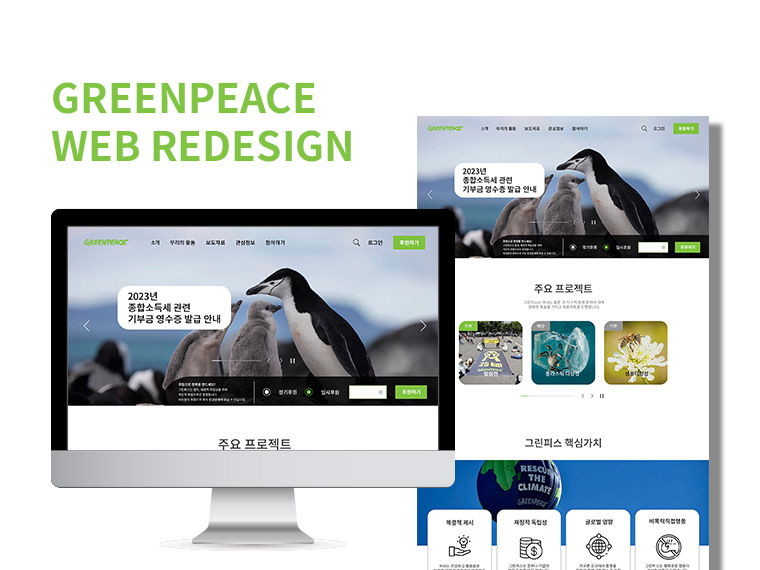 GREENPEACE
WEB REDESIGN
GREENPEACE
소개 우리의 활동 보도자료 관심정보 참여하기
로그인 후원하기
2023년
종합소득세 관련
기부금 영수증 발급 안내
정기후원 일시후원
후원하기
주요 프로젝트
GREENPEACE
소개 우리의 활동 보도자료 관심정보 참여하기
로그인 후원하기
2023년
종합소득세 관련
기부금 영수증 발급 안내
정기후원 일시후원
후원하기
주요 프로젝트
기후 해양 기후
25 km
플라스틱 다양성
생물다양성
그린피스 핵심가치
RESCUE
THE
CLIMATE
GREENPEACE
해결책 제시 재정적 독립성 글로벌 영향 비폭력직접행동